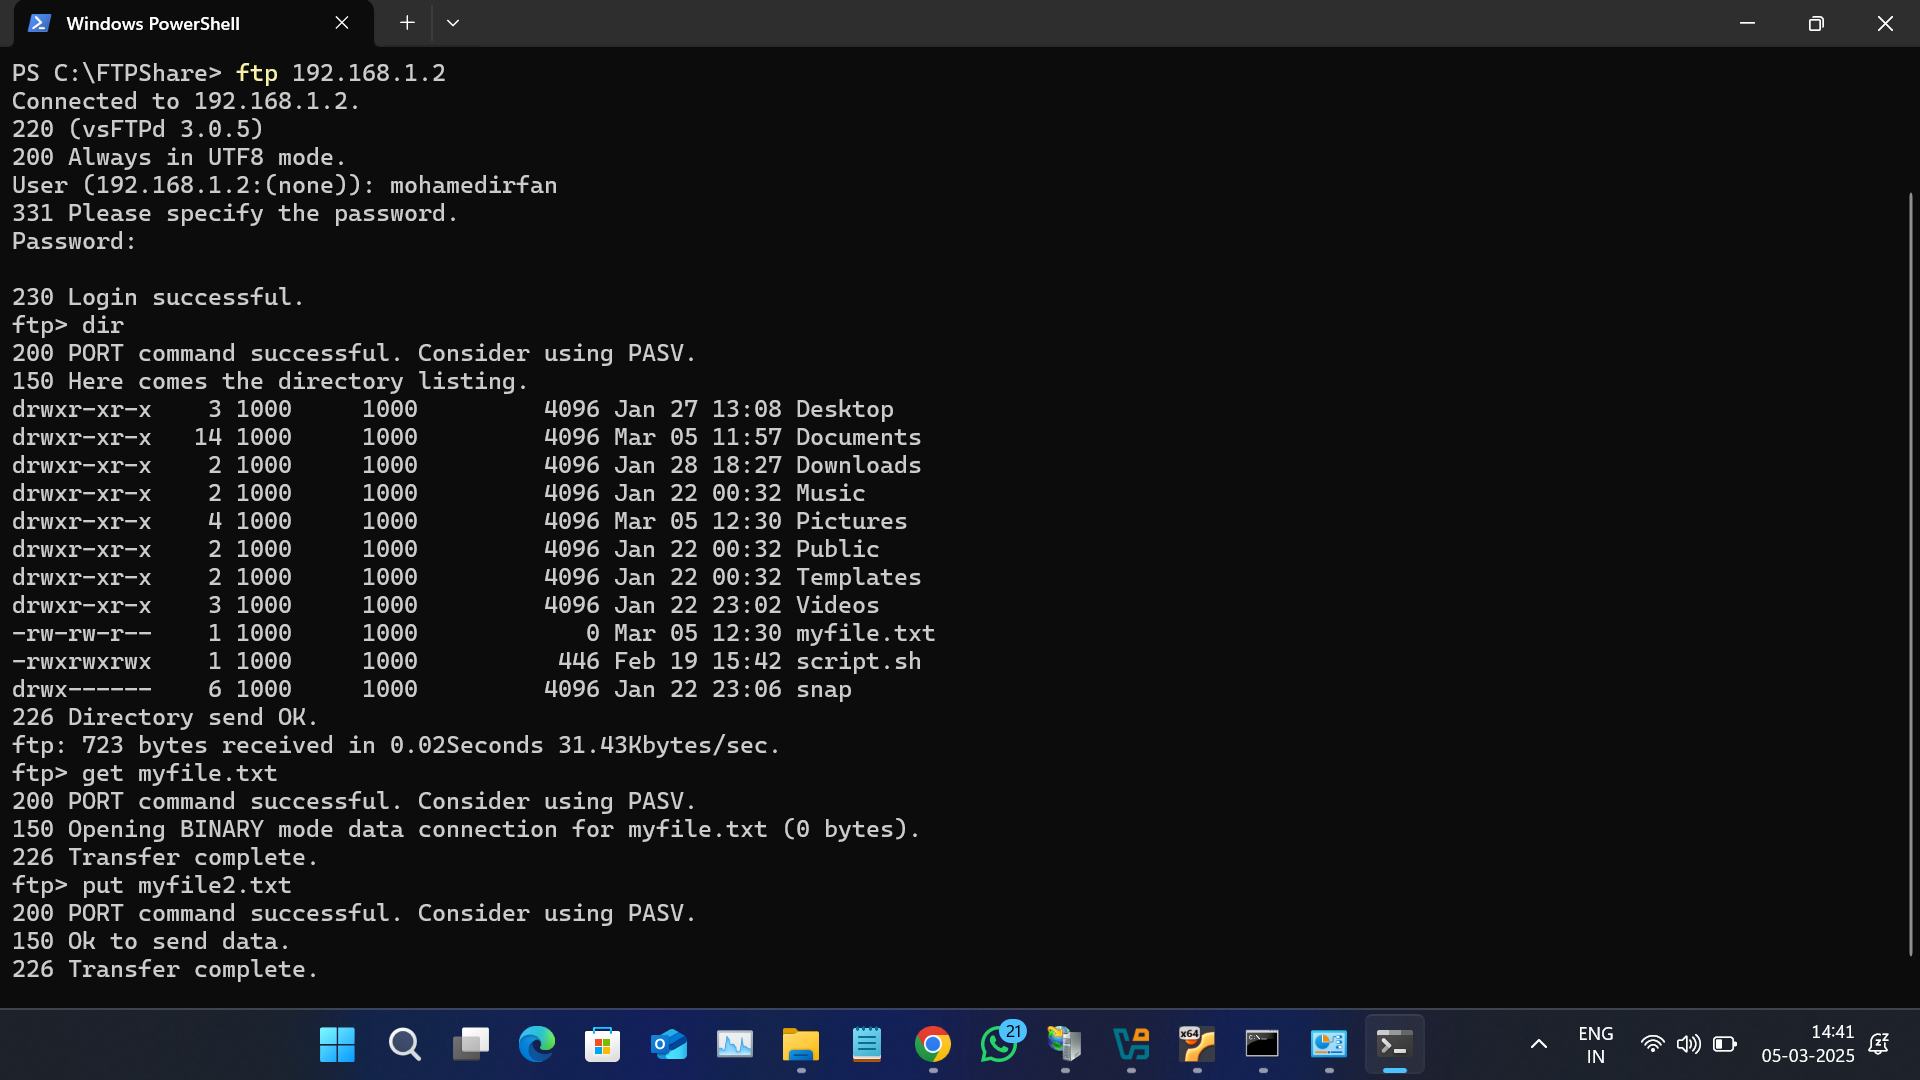 Windows PowerShell
PS C:\FTPShare> ftp 192.168.1.2
Connected to 192.168.1.2.
220 (vsFTPd 3.0.5)
200 Always in UTF8 mode.
User (192.168.1.2:(none)): mohamedirfan
331 Please specify the password.
Password:
230 Login successful.
ftp> dir
200 PORT command successful. Consider using PASV.
150 Here comes the directory listing.
drwxr-xr-x    3 1000     1000         4096 Jan 27 13:08 Desktop
drwxr-xr-x   14 1000     1000         4096 Mar 05 11:57 Documents
drwxr-xr-x    2 1000     1000         4096 Jan 28 18:27 Downloads
drwxr-xr-x    2 1000     1000         4096 Jan 22 00:32 Music
drwxr-xr-x    4 1000     1000         4096 Mar 05 12:30 Pictures
drwxr-xr-x    2 1000     1000         4096 Jan 22 00:32 Public
drwxr-xr-x    2 1000     1000         4096 Jan 22 00:32 Templates
drwxr-xr-x    3 1000     1000         4096 Jan 22 23:02 Videos
-rw-rw-r--    1 1000     1000            0 Mar 05 12:30 myfile.txt
-rwxrwxrwx    1 1000     1000          446 Feb 19 15:42 script.sh
drwx------    6 1000     1000         4096 Jan 22 23:06 snap
226 Directory send OK.
ftp: 723 bytes received in 0.02Seconds 31.43Kbytes/sec.
ftp> get myfile.txt
200 PORT command successful. Consider using PASV.
150 Opening BINARY mode data connection for myfile.txt (0 bytes).
226 Transfer complete.
ftp> put myfile2.txt
200 PORT command successful. Consider using PASV.
150 Ok to send data.
226 Transfer complete.
21
x64
ENG
IN
14:41
05-03-2025